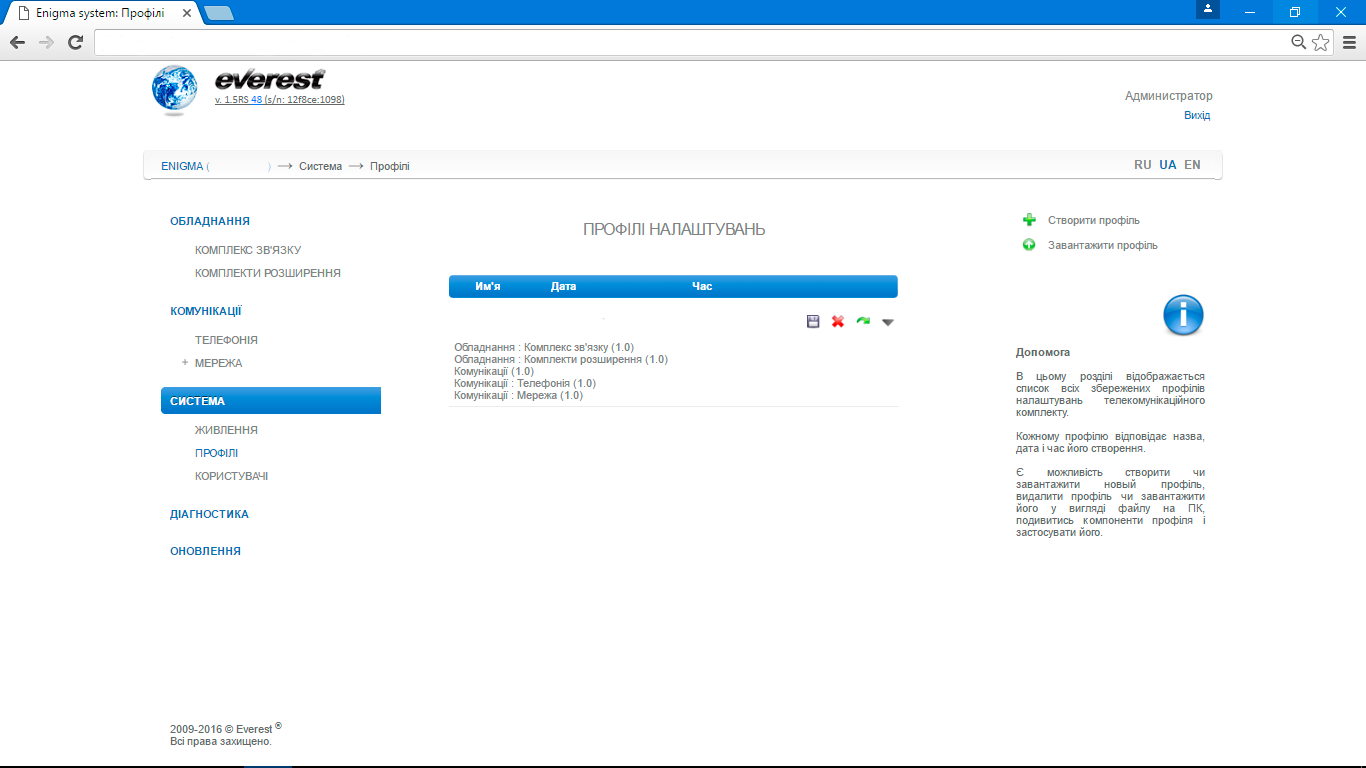 Enigma system: Профілі
everest
v. 1.5RS 48 (s/n: 12f8ce:1098)
Администратор
Вихід
ENIGMA ( ) → Система → Профілі
RU UA EN
ОБЛАДНАННЯ
КОМПЛЕКС ЗВ'ЯЗКУ
КОМПЛЕКТИ РОЗШИРЕННЯ
КОМУНІКАЦІЇ
ТЕЛЕФОНІЯ
+ МЕРЕЖА
СИСТЕМА
ЖИВЛЕННЯ
ПРОФІЛІ
КОРИСТУВАЧІ
ДІАГНОСТИКА
ОНОВЛЕННЯ
ПРОФІЛІ НАЛАШТУВАНЬ
Им'я Дата Час
Обладнання : Комплекс зв'язку (1.0)
Обладнання : Комплекти розширення (1.0)
Комунікації (1.0)
Комунікації : Телефонія (1.0)
Комунікації : Мережа (1.0)
Створити профіль
Завантажити профіль
Допомога
В цьому розділі відображається
список всіх збережених профілів
налаштувань телекомунікаційного
комплекту.
Кожному профілю відповідає назва,
дата і час його створення.
Є можливість створити чи
завантажити новый профіль,
видалити профіль чи завантажити
його у вигляді файлу на ПК,
подивитись компоненти профіля і
застосувати його.
2009-2016 © Everest ®
Всі права захищено.